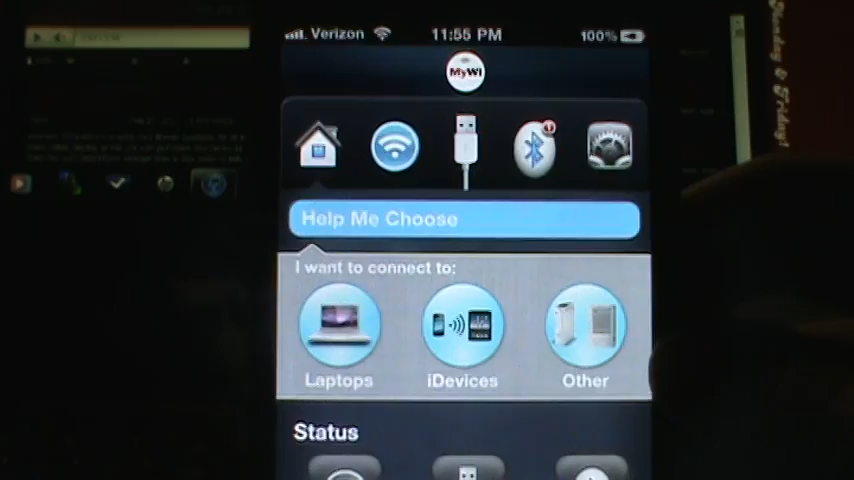 Verizon 11:55 PM 100%
MyWi
Help Me Choose
I want to connect to:
Laptops iDevices Other
Status